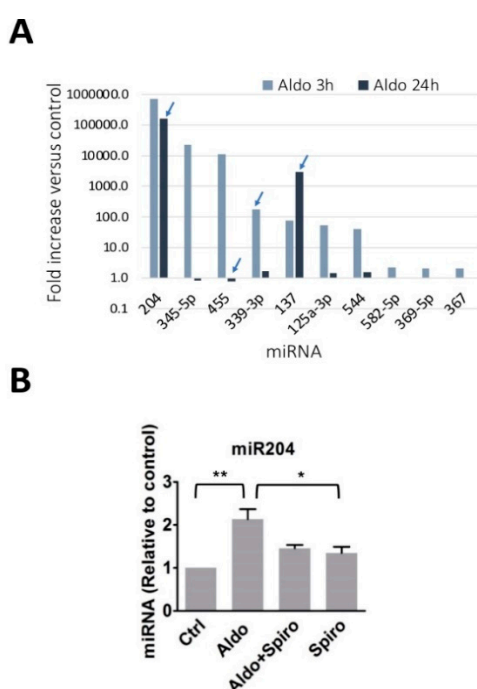 A
Aldo 3h Aldo 24h
Fold increase versus control
1000000.0
100000.0
10000.0
1000.0
100.0
10.0
1.0
0.1
204
345-5p
455
339-3p
137
125a-3p
544
582-5p
369-5p
367
miRNA
B
miR204
** *
miRNA (Relative to control)
3
2
1
0
Ctrl
Aldo
Aldo+Spiro
Spiro